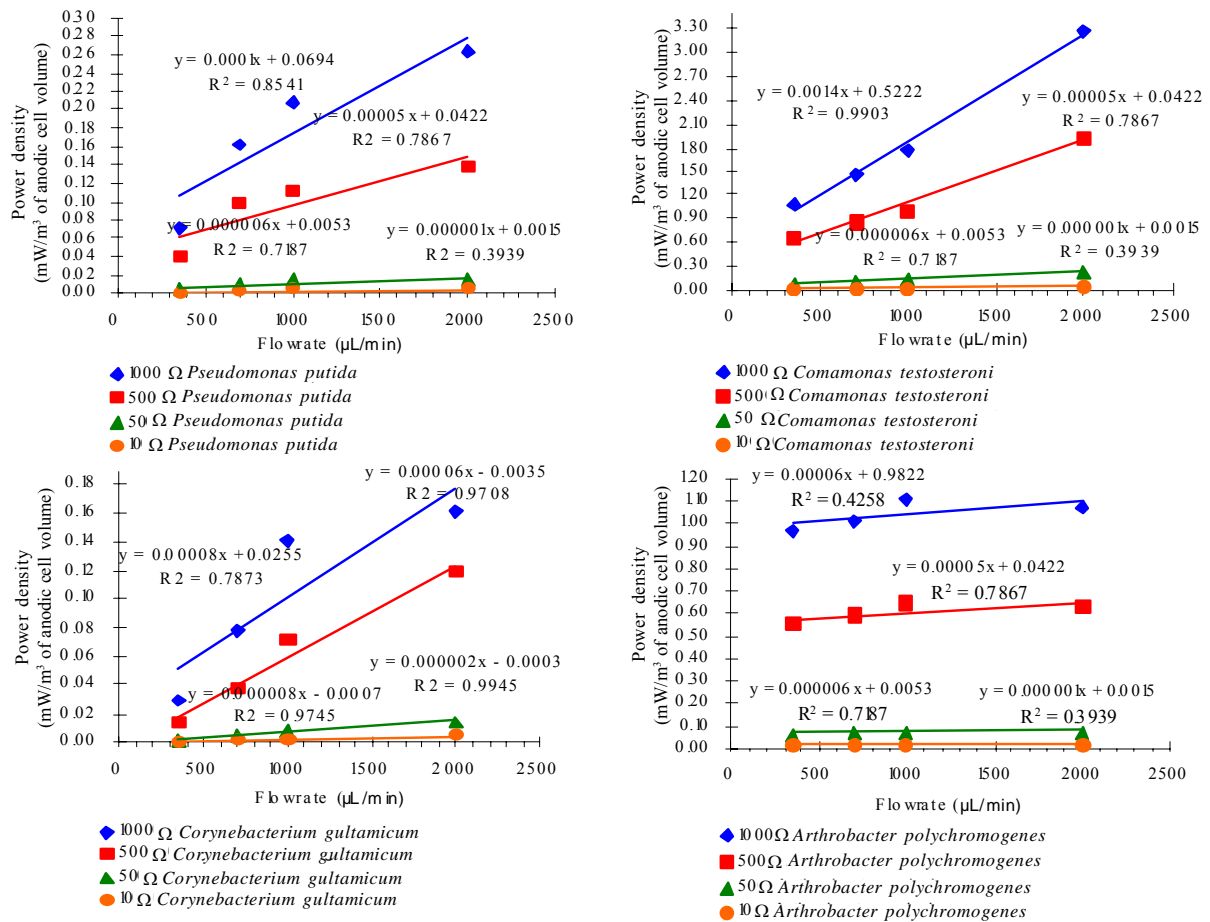 Power density
(mW/m³ of anodic cell volume)
0.30
0.28
0.26
0.24
0.22
0.20
0.18
0.16
0.14
0.12
0.10
0.08
0.06
0.04
0.02
0.00
y = 0.0001x + 0.0694
R² = 0.8541
y = 0.00005x + 0.0422
R2 = 0.7867
y = 0.000006x + 0.0053
R2 = 0.7187
y = 0.000001x + 0.0015
R2 = 0.3939
0 500 1000 1500 2000 2500
Flowrate (µL/min)
1000 Ω Pseudomonas putida
500 Ω Pseudomonas putida
50 Ω Pseudomonas putida
10 Ω Pseudomonas putida
Power density
(mW/m³ of anodic cell volume)
3.30
3.00
2.70
2.40
2.10
1.80
1.50
1.20
0.90
0.60
0.30
0.00
y = 0.0014x + 0.5222
R² = 0.9903
y = 0.00005x + 0.0422
R² = 0.7867
y = 0.000006x + 0.0053
R² = 0.7187
y = 0.000001x + 0.0015
R² = 0.3939
0 500 1000 1500 2000 2500
Flowrate (µL/min)
1000 Ω Comamonas testosteroni
500 Ω Comamonas testosteroni
50 Ω Comamonas testosteroni
10 Ω Comamonas testosteroni
Power density
(mW/m³ of anodic cell volume)
0.18
0.16
0.14
0.12
0.1
0.08
0.06
0.04
0.02
0.00
y = 0.00006x - 0.0035
R2 = 0.9708
y = 0.00008x + 0.0255
R2 = 0.7873
y = 0.000002x - 0.0003
R2 = 0.9945
y = 0.000008x - 0.0007
R2 = 0.9745
0 500 1000 1500 2000 2500
Flowrate (µL/min)
1000 Ω Corynebacterium gultamicum
500 Ω Corynebacterium gultamicum
50 Ω Corynebacterium gultamicum
10 Ω Corynebacterium gultamicum
Power density
(mW/m³ of anodic cell volume)
1.20
1.10
1.00
0.90
0.80
0.70
0.60
0.50
0.40
0.30
0.20
0.10
0.00
y = 0.00006x + 0.9822
R² = 0.4258
y = 0.00005x + 0.0422
R² = 0.7867
y = 0.000006 x + 0.0053
R² = 0.7187
y = 0.000001x + 0.0015
R² = 0.3939
0 500 1000 1500 2000 2500
Flowrate (µL/min)
1000 Ω Arthrobacter polychromogenes
500 Ω Arthrobacter polychromogenes
50 Ω Arthrobacter polychromogenes
10 Ω Arthrobacter polychromogenes